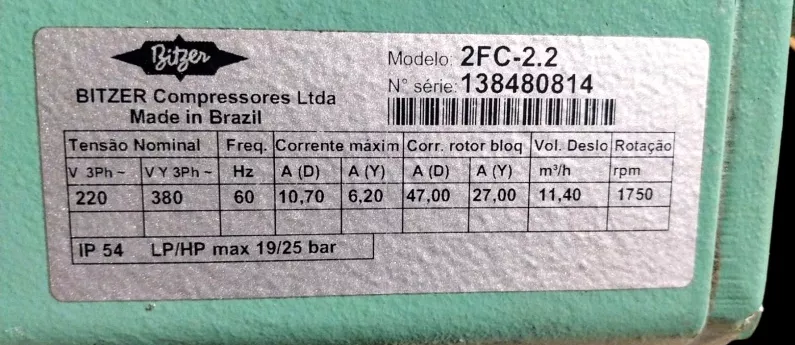 Bitzer
BITZER Compressores Ltda
Made in Brazil
Modelo: 2FC-2.2
N° série: 138480814
Tensão Nominal Freq. Corrente máxim Corr. rotor bloq Vol. Deslo Rotação
V 3Ph ~ V Y 3Ph ~ Hz A (D) A (Y) A (D) A (Y) m³/h rpm
220 380 60 10,70 6,20 47,00 27,00 11,40 1750
IP 54 LP/HP max 19/25 bar